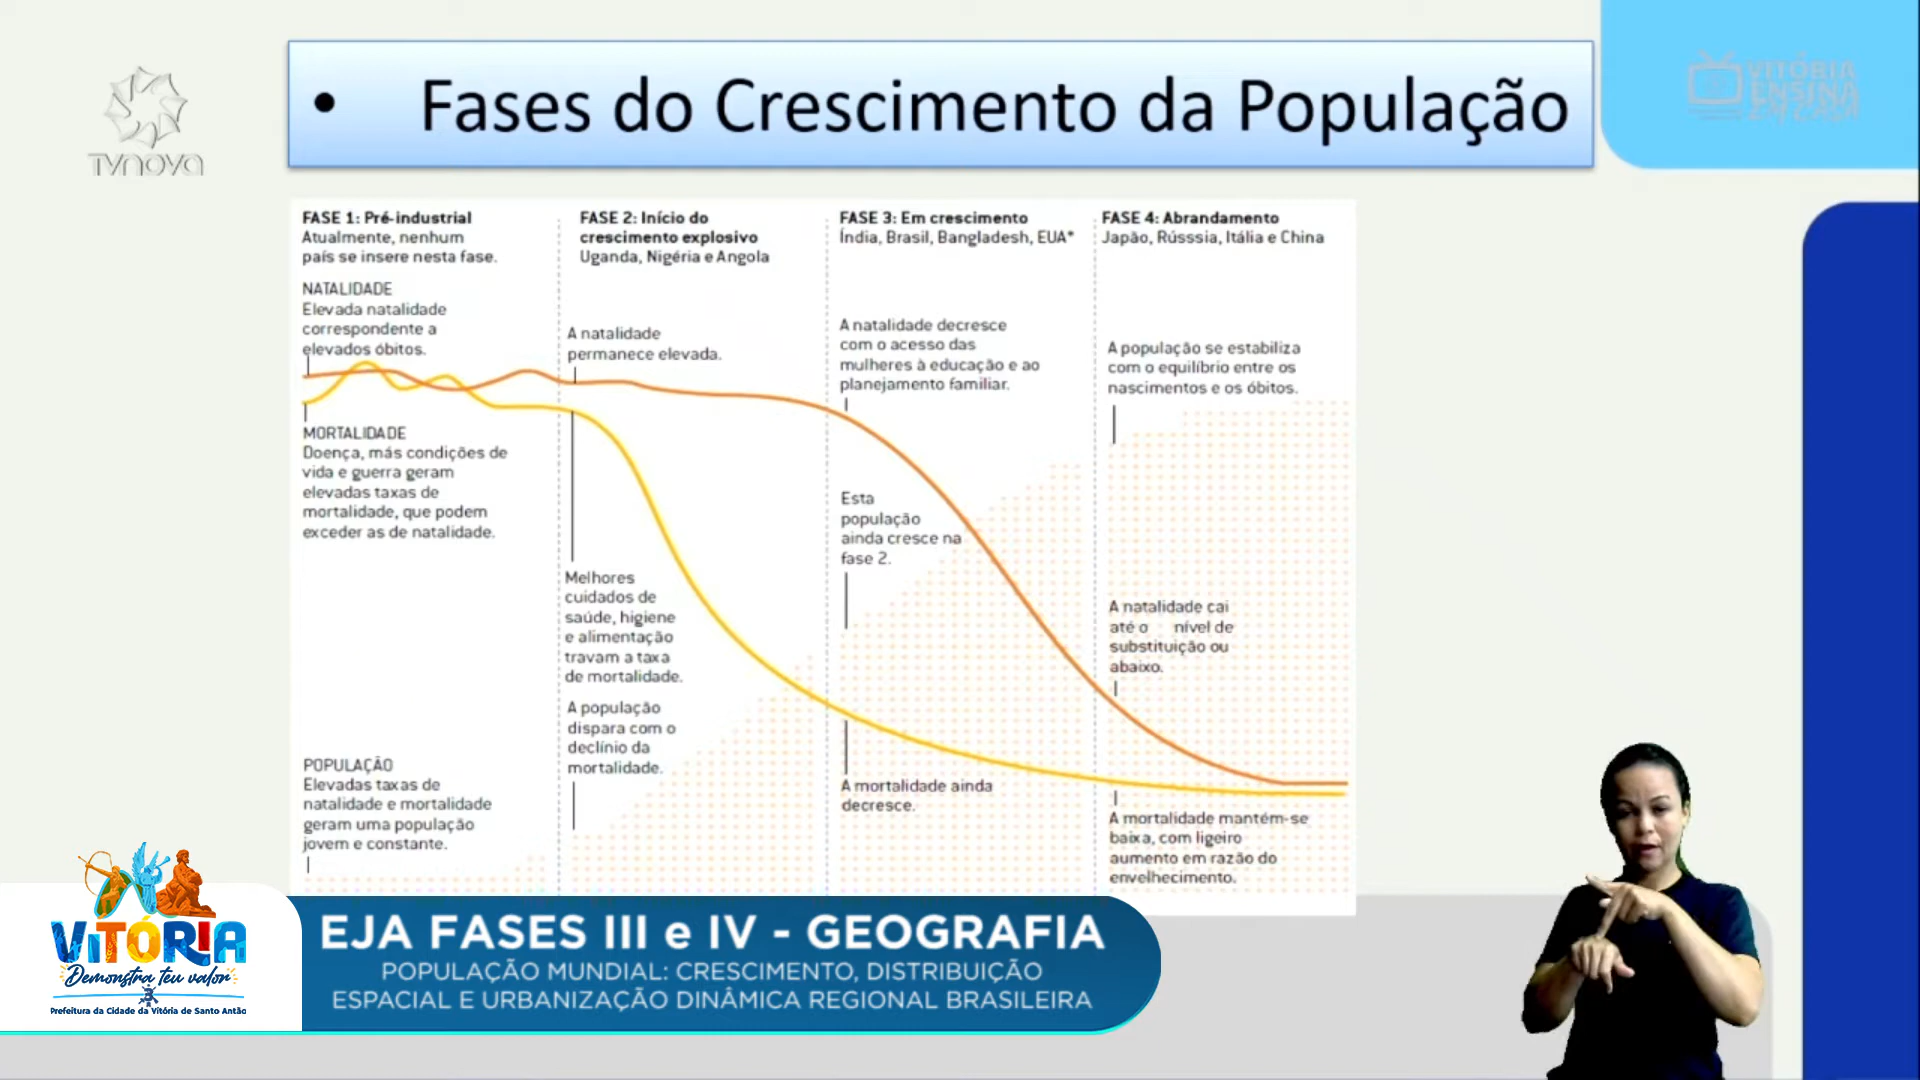 • Fases do Crescimento da População
TVNOVA
VITÓRIA
ENSINA
EM CASA
FASE 1: Pré-industrial
Atualmente, nenhum
país se insere nesta fase.
NATALIDADE
Elevada natalidade
correspondente a
elevados óbitos.
MORTALIDADE
Doença, más condições de
vida e guerra geram
elevadas taxas de
mortalidade, que podem
exceder as de natalidade.
POPULAÇÃO
Elevadas taxas de
natalidade e mortalidade
geram uma população
jovem e constante.
FASE 2: Início do
crescimento explosivo
Uganda, Nigéria e Angola
A natalidade
permanece elevada.
Melhores
cuidados de
saúde, higiene
e alimentação
travam a taxa
de mortalidade.
A população
dispara com o
declínio da
mortalidade.
FASE 3: Em crescimento
Índia, Brasil, Bangladesh, EUA*
A natalidade decresce
com o acesso das
mulheres à educação e ao
planejamento familiar.
Esta
população
ainda cresce na
fase 2.
A mortalidade ainda
decresce.
FASE 4: Abrandamento
Japão, Rússsia, Itália e China
A população se estabiliza
com o equilíbrio entre os
nascimentos e os óbitos.
A natalidade cai
até o nível de
substituição ou
abaixo.
A mortalidade mantém-se
baixa, com ligeiro
aumento em razão do
envelhecimento.
VITÓRIA
Demonstra teu valor
Prefeitura da Cidade da Vitória de Santo Antão
EJA FASES III e IV - GEOGRAFIA
POPULAÇÃO MUNDIAL: CRESCIMENTO, DISTRIBUIÇÃO
ESPACIAL E URBANIZAÇÃO DINÂMICA REGIONAL BRASILEIRA